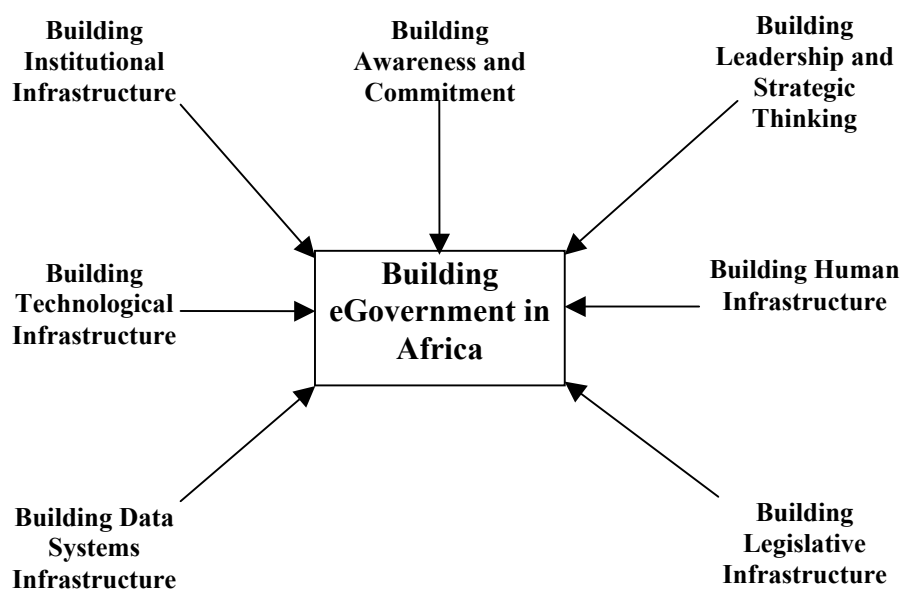 Building
Institutional
Infrastructure
Building
Awareness and
Commitment
Building
Leadership and
Strategic
Thinking
Building
Technological
Infrastructure
Building
eGovernment in
Africa
Building Human
Infrastructure
Building Data
Systems
Infrastructure
Building
Legislative
Infrastructure